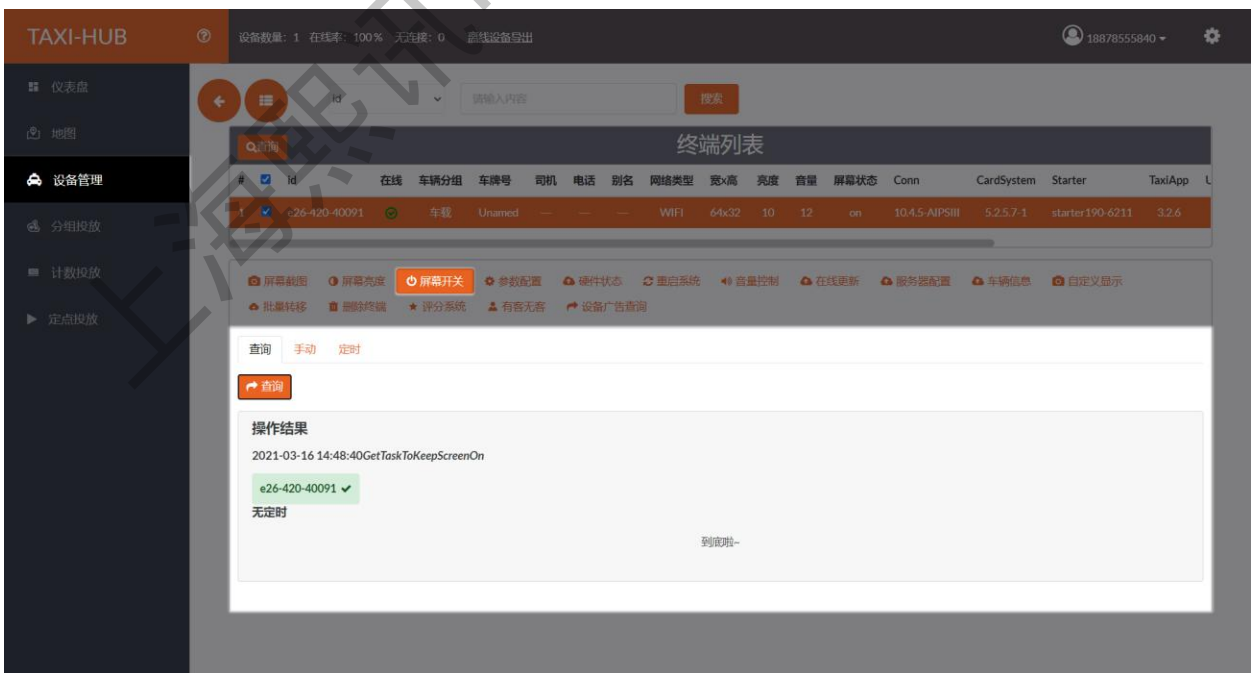 TAXI-HUB
设备数量: 1 在线率: 100% 无连接: 0 离线设备导出
18878555840
仪表盘
地图
设备管理
分组投放
计数投放
定点投放
id 请输入内容 搜索
查询 终端列表
# id 在线 车辆分组 车牌号 司机 电话 别名 网络类型 宽x高 亮度 音量 屏幕状态 Conn CardSystem Starter TaxiApp
1 e26-420-40091 车载 Unamed — — — WIFI 64x32 10 12 on 10.4.5-AIPSIII 5.2.5.7-1 starter190-6211 3.2.6
屏幕截图 屏幕亮度 屏幕开关 参数配置 硬件状态 重启系统 音量控制 在线更新 服务器配置 车辆信息 自定义显示
批量转移 删除终端 评分系统 有客无客 设备广告查询
查询 手动 定时
查询
操作结果
2021-03-16 14:48:40GetTaskToKeepScreenOn
e26-420-40091 ✔
无定时
到底啦~
上海熙讯